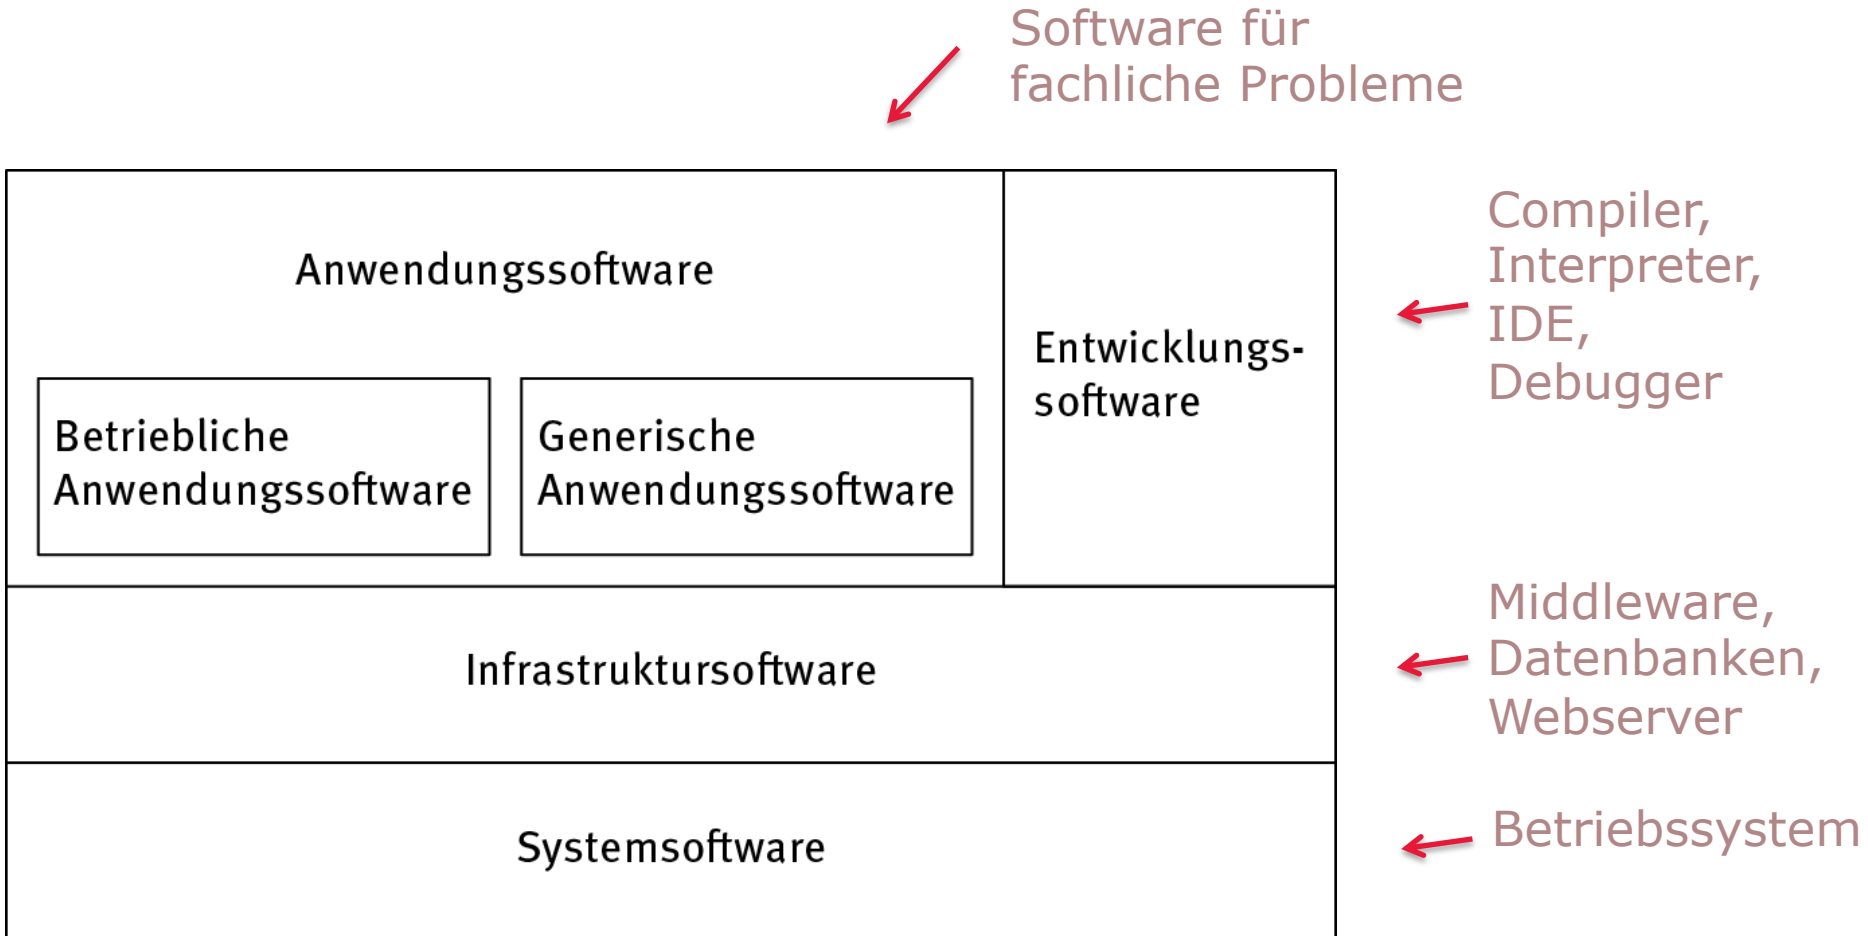 Software für
fachliche Probleme
Anwendungssoftware
Betriebliche
Anwendungssoftware
Generische
Anwendungssoftware
Entwicklungs-
software
Compiler,
Interpreter,
IDE,
Debugger
Infrastruktursoftware
Middleware,
Datenbanken,
Webserver
Systemsoftware
Betriebssystem